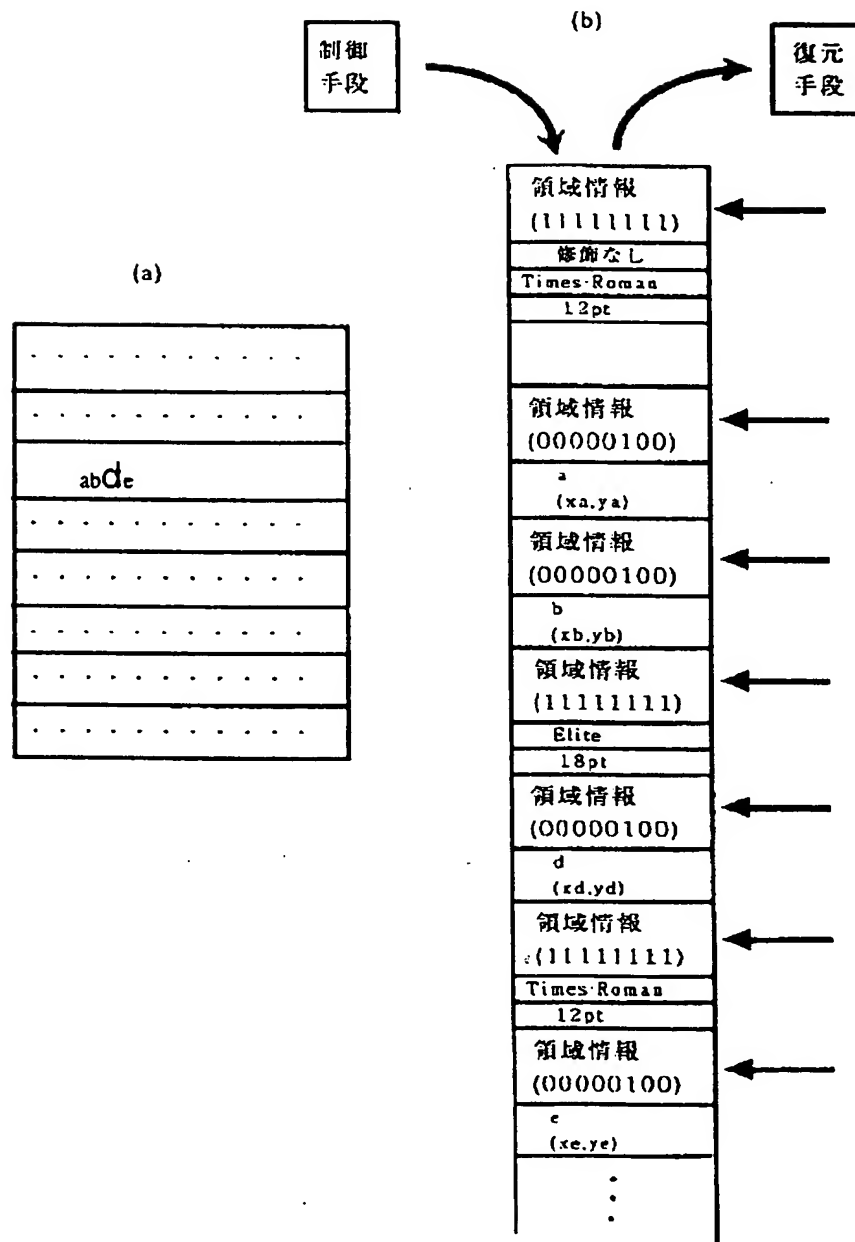 (b)
制御
手段
復元
手段
領域情報
(11111111)
修飾なし
Times·Roman
12pt
(a)
abde
領域情報
(00000100)
a
(xa,ya)
領域情報
(00000100)
b
(xb,yb)
領域情報
(11111111)
Elite
18pt
領域情報
(00000100)
d
(xd,yd)
領域情報
(11111111)
Times·Roman
12pt
領域情報
(00000100)
e
(xe,ye)